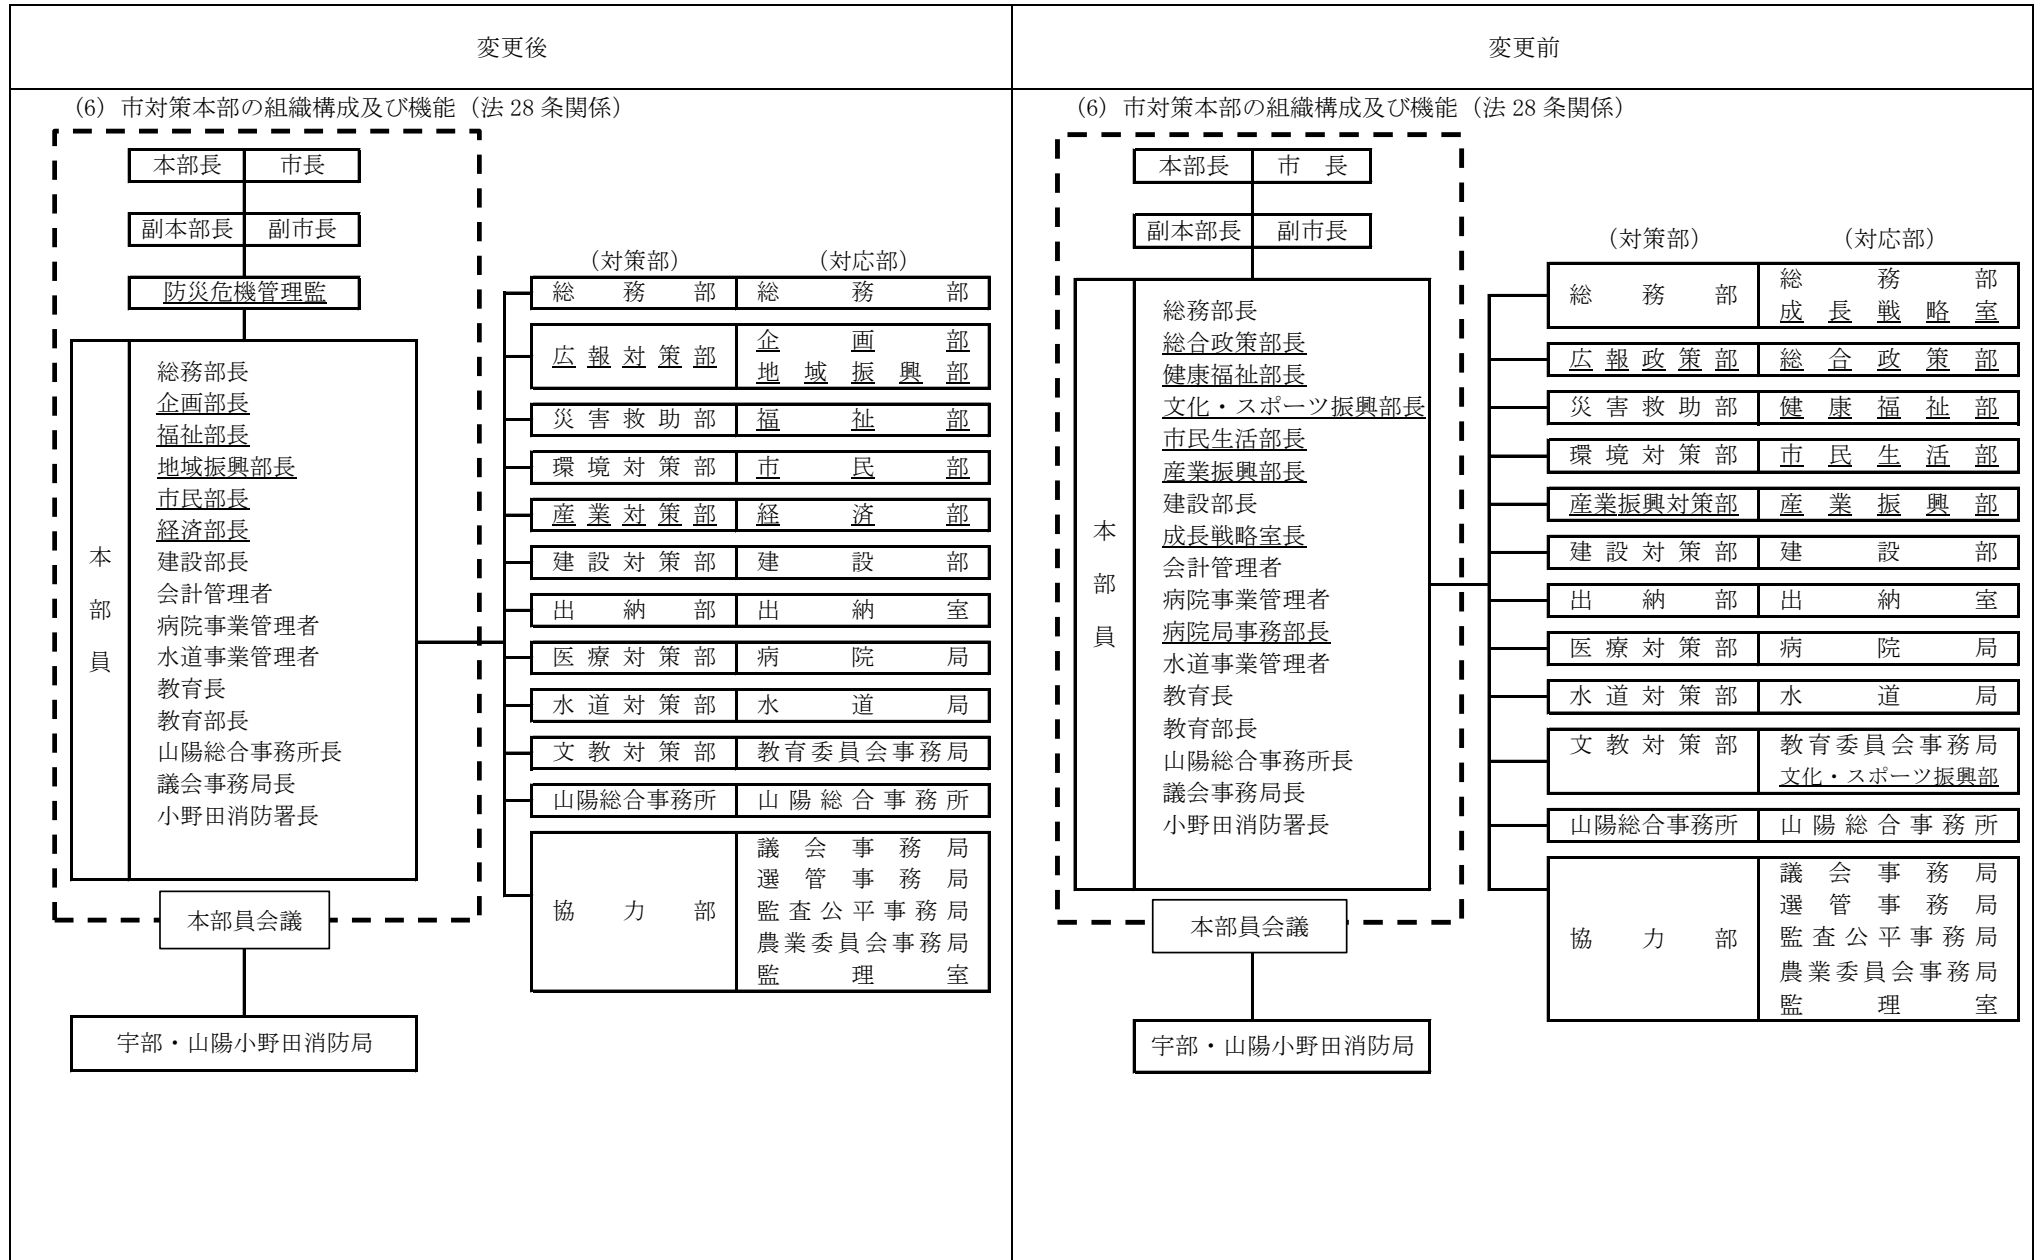 変更後
(6) 市対策本部の組織構成及び機能（法 28 条関係）
本部長 市長
副本部長 副市長
防災危機管理監
本部員
総務部長
企画部長
福祉部長
地域振興部長
市民部長
経済部長
建設部長
会計管理者
病院事業管理者
水道事業管理者
教育長
教育部長
山陽総合事務所長
議会事務局長
小野田消防署長
本部員会議
宇部・山陽小野田消防局
（対策部） （対応部）
総務部 総務部
広報対策部 企画部
地域振興部
災害救助部 福祉部
環境対策部 市民部
産業対策部 経済部
建設対策部 建設部
出納部 出納室
医療対策部 病院局
水道対策部 水道局
文教対策部 教育委員会事務局
山陽総合事務所 山陽総合事務所
協力部 議会事務局
選管事務局
監査公平事務局
農業委員会事務局
監理室
変更前
(6) 市対策本部の組織構成及び機能（法 28 条関係）
本部長 市 長
副本部長 副市長
本部員
総務部長
総合政策部長
健康福祉部長
文化・スポーツ振興部長
市民生活部長
産業振興部長
建設部長
成長戦略室長
会計管理者
病院事業管理者
病院局事務部長
水道事業管理者
教育長
教育部長
山陽総合事務所長
議会事務局長
小野田消防署長
本部員会議
宇部・山陽小野田消防局
（対策部） （対応部）
総務部 総務部
成長戦略室
広報政策部 総合政策部
災害救助部 健康福祉部
環境対策部 市民生活部
産業振興対策部 産業振興部
建設対策部 建設部
出納部 出納室
医療対策部 病院局
水道対策部 水道局
文教対策部 教育委員会事務局
文化・スポーツ振興部
山陽総合事務所 山陽総合事務所
協力部 議会事務局
選管事務局
監査公平事務局
農業委員会事務局
監理室